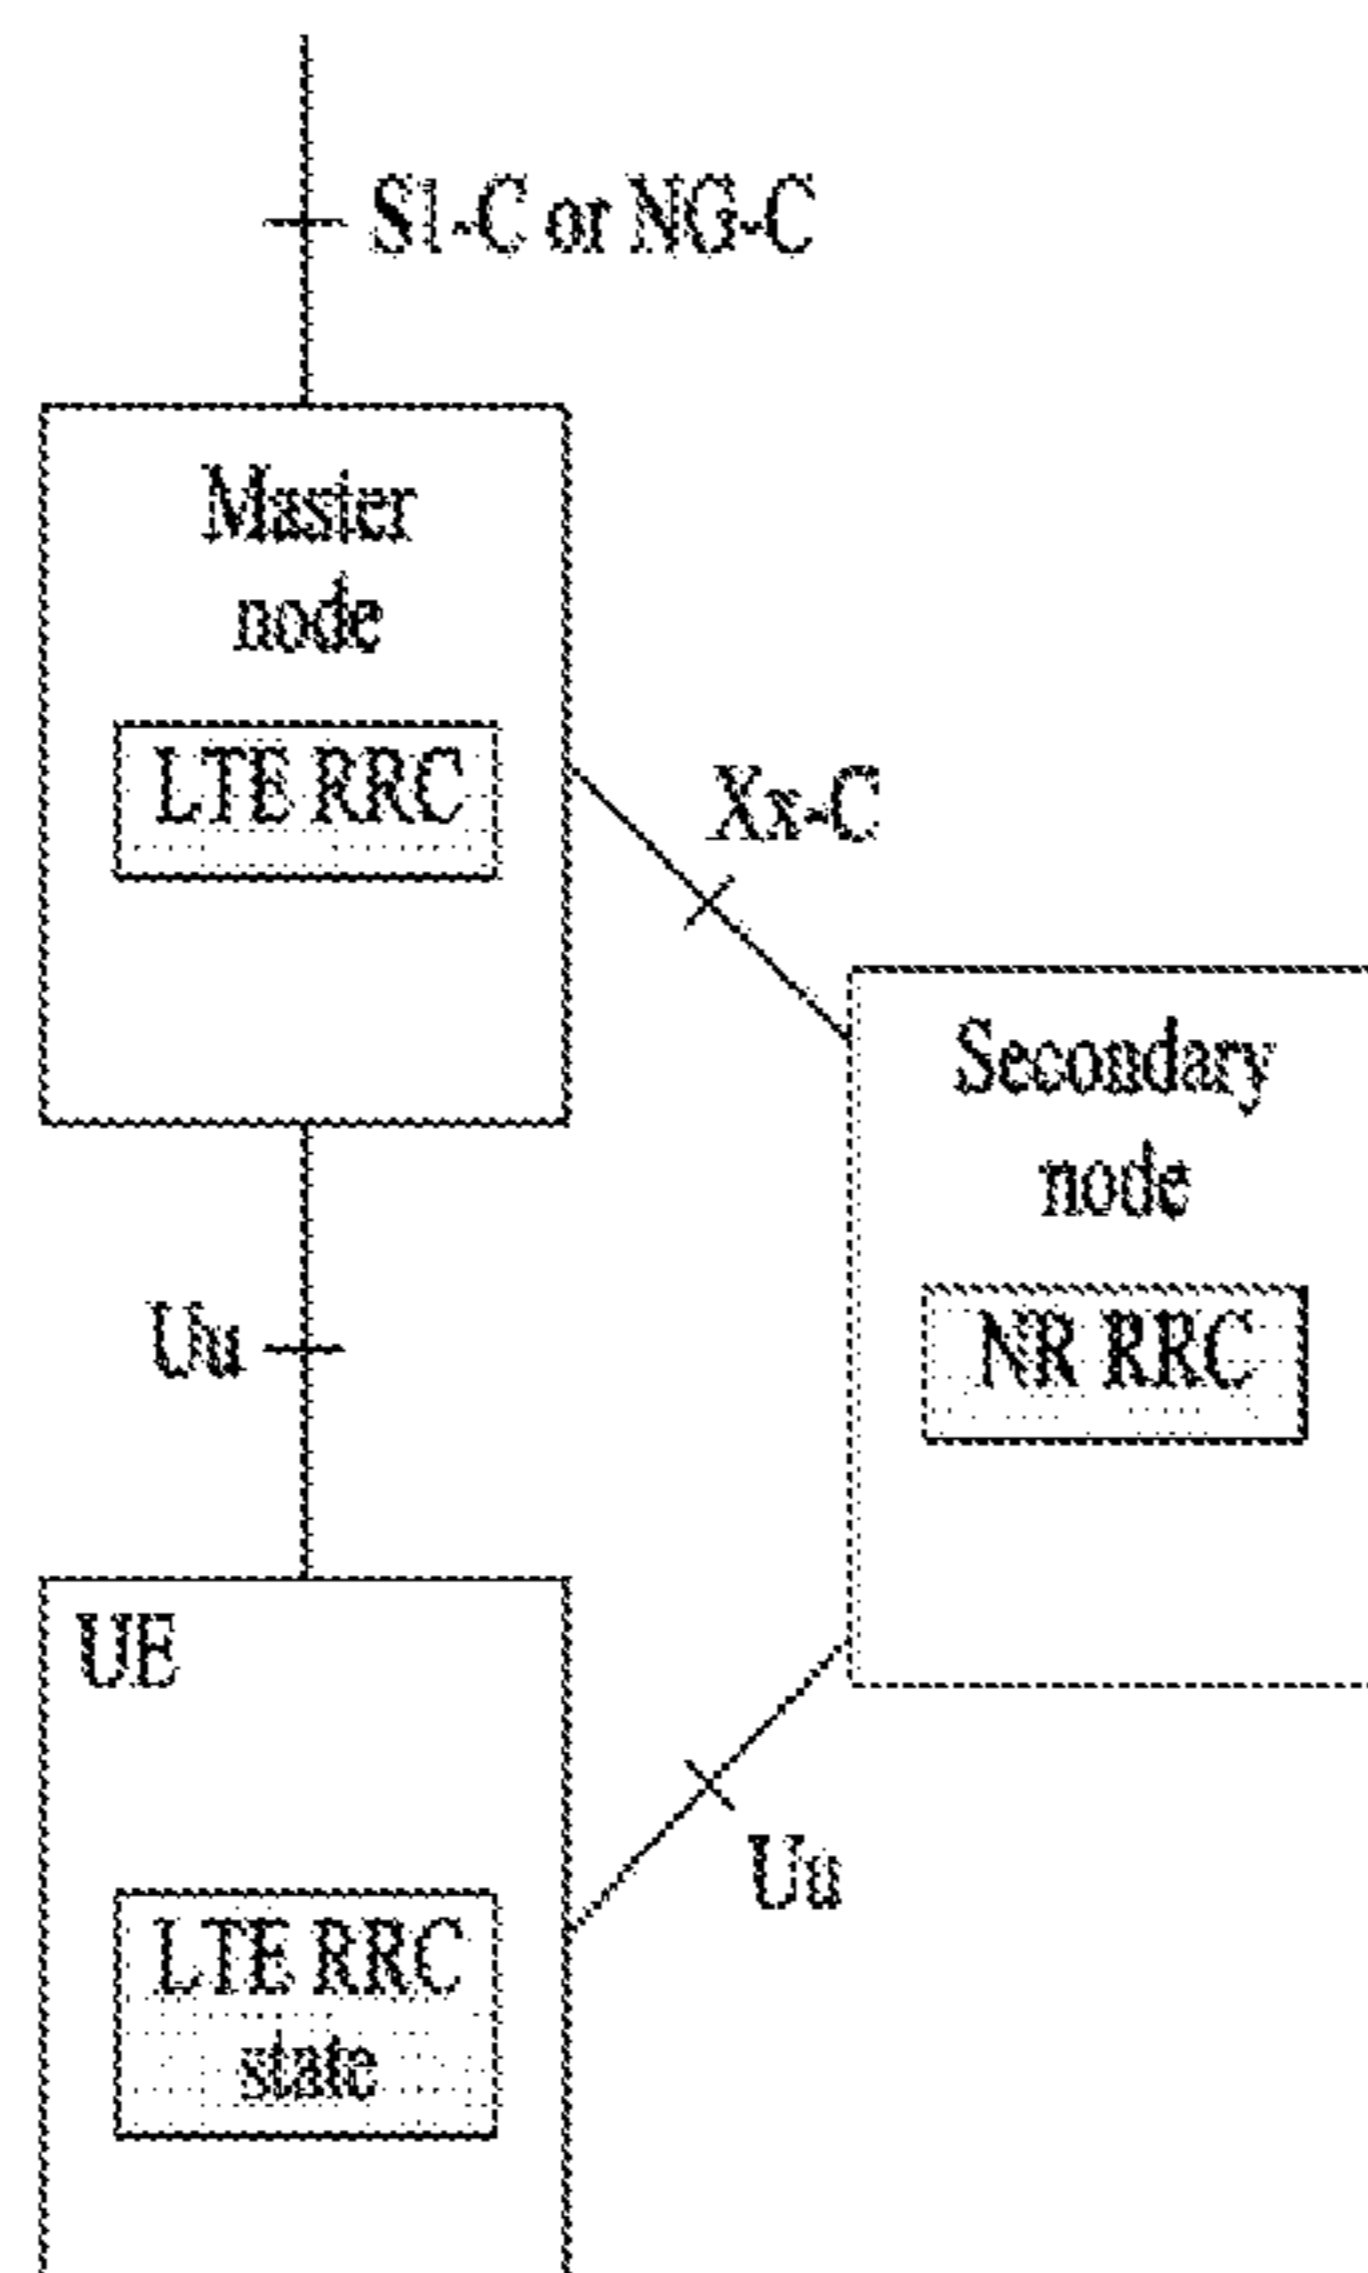 S1-C or NG-C
Master
node
LTE RRC
Xx-C
Secondary
node
NR RRC
Uu
UE
Uu
LTE RRC
state